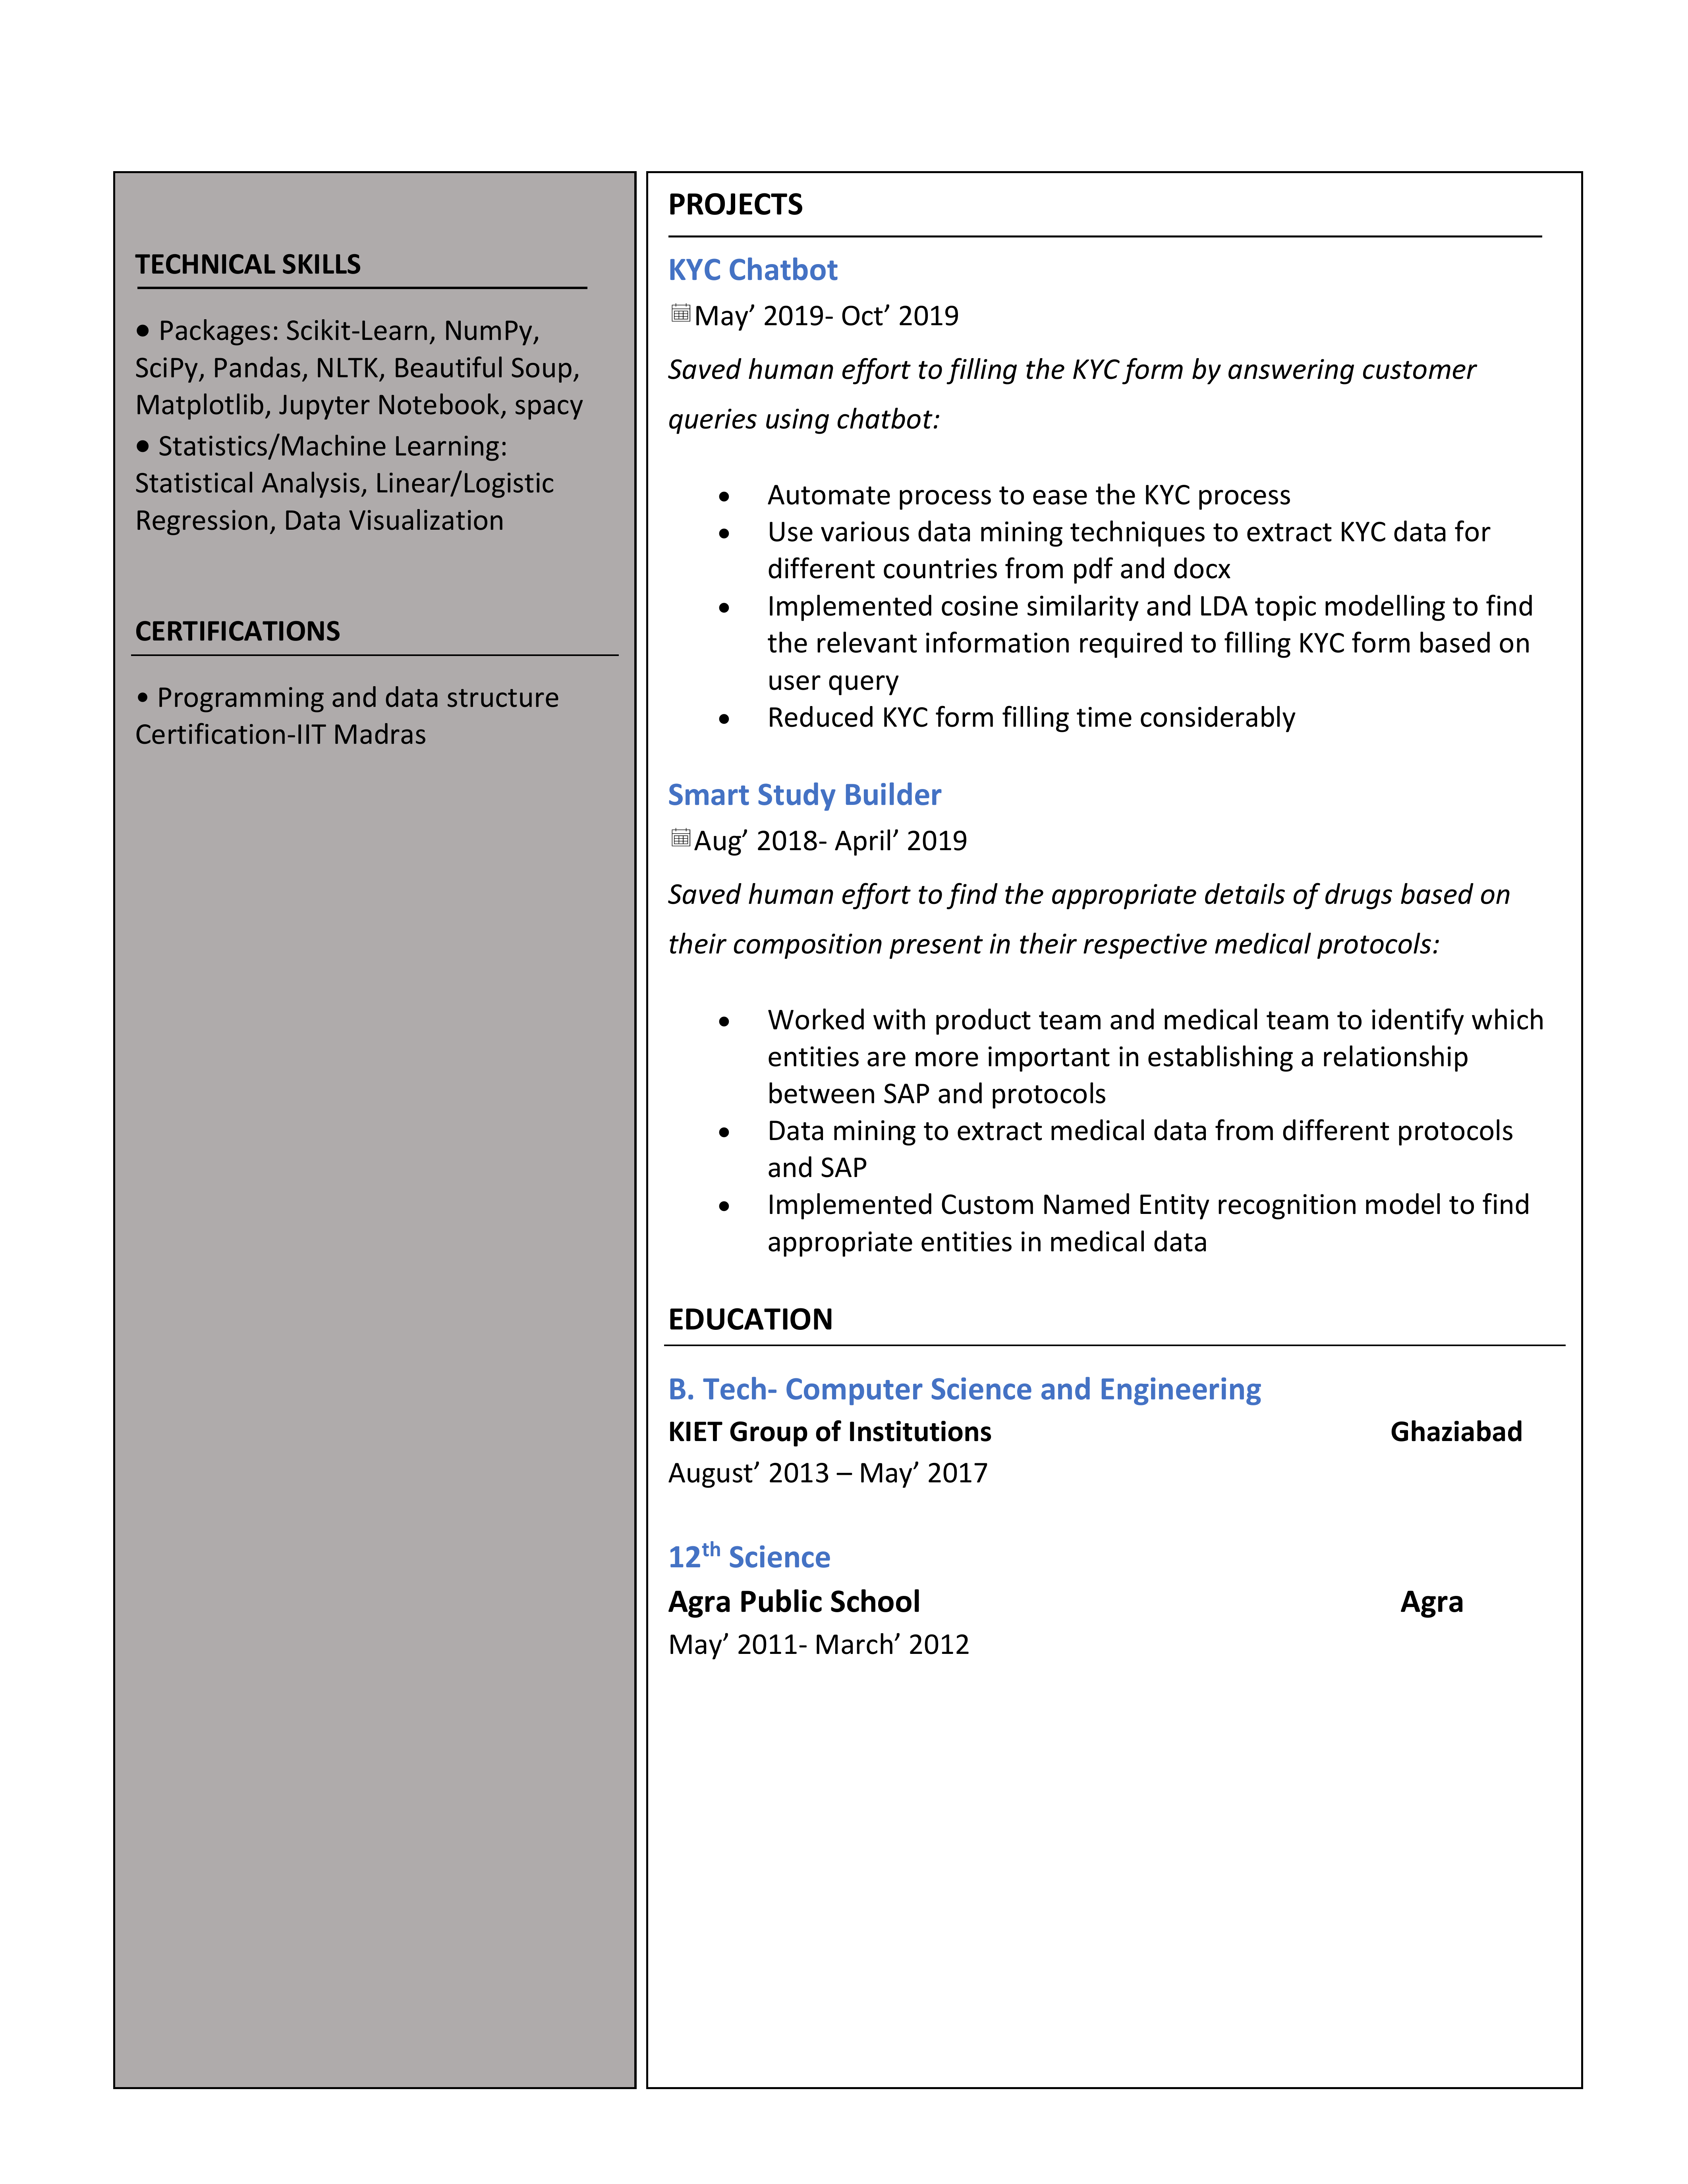 TECHNICAL SKILLS
• Packages: Scikit-Learn, NumPy,
SciPy, Pandas, NLTK, Beautiful Soup,
Matplotlib, Jupyter Notebook, spacy
• Statistics/Machine Learning:
Statistical Analysis, Linear/Logistic
Regression, Data Visualization
CERTIFICATIONS
• Programming and data structure
Certification-IIT Madras
PROJECTS
KYC Chatbot
May’ 2019- Oct’ 2019
Saved human effort to filling the KYC form by answering customer
queries using chatbot:
• Automate process to ease the KYC process
• Use various data mining techniques to extract KYC data for
different countries from pdf and docx
• Implemented cosine similarity and LDA topic modelling to find
the relevant information required to filling KYC form based on
user query
• Reduced KYC form filling time considerably
Smart Study Builder
Aug’ 2018- April’ 2019
Saved human effort to find the appropriate details of drugs based on
their composition present in their respective medical protocols:
• Worked with product team and medical team to identify which
entities are more important in establishing a relationship
between SAP and protocols
• Data mining to extract medical data from different protocols
and SAP
• Implemented Custom Named Entity recognition model to find
appropriate entities in medical data
EDUCATION
B. Tech- Computer Science and Engineering
KIET Group of Institutions Ghaziabad
August’ 2013 – May’ 2017
12th Science
Agra Public School Agra
May’ 2011- March’ 2012